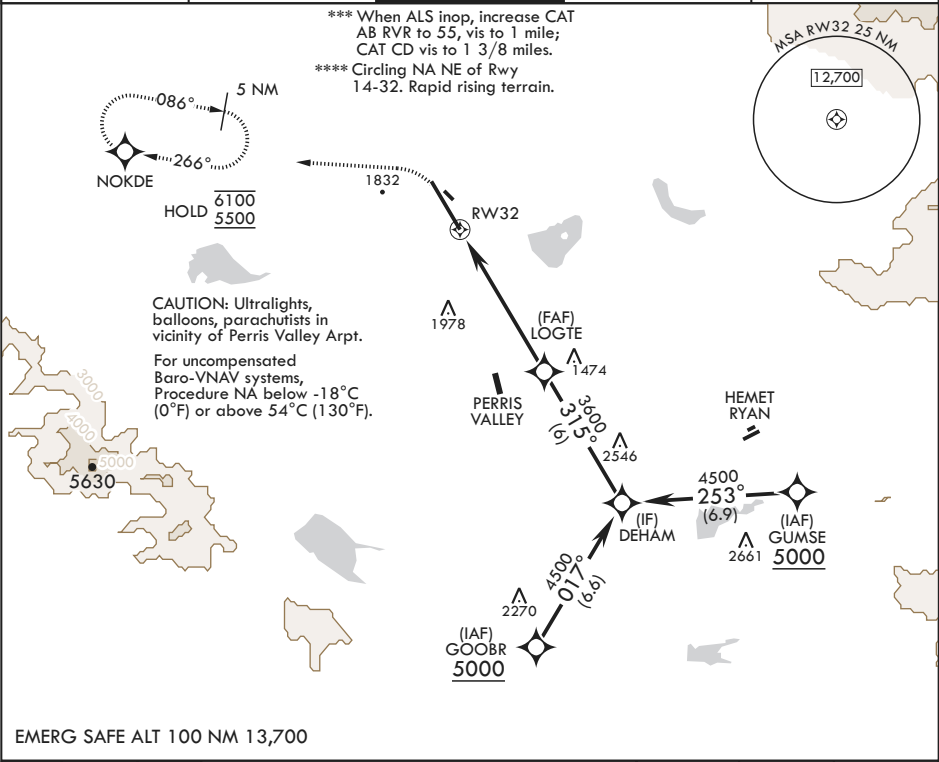 *** When ALS inop, increase CAT
AB RVR to 55, vis to 1 mile;
CAT CD vis to 1 3/8 miles.
**** Circling NA NE of Rwy
14-32. Rapid rising terrain.
MSA RW32 25 NM
12,700
086°
5 NM
266°
NOKDE
HOLD 6100
5500
1832
RW32
CAUTION: Ultralights,
balloons, parachutists in
vicinity of Perris Valley Arpt.
For uncompensated
Baro-VNAV systems,
Procedure NA below -18°C
(0°F) or above 54°C (130°F).
1978
(FAF)
LOGTE
1474
PERRIS
VALLEY
3600
315°
(6)
HEMET
RYAN
2546
3000
4000
5000
5630
4500
253°
(6.9)
(IF)
DEHAM
(IAF)
GUMSE
5000
2661
4500
017°
(6.6)
2270
(IAF)
GOOBR
5000
EMERG SAFE ALT 100 NM 13,700